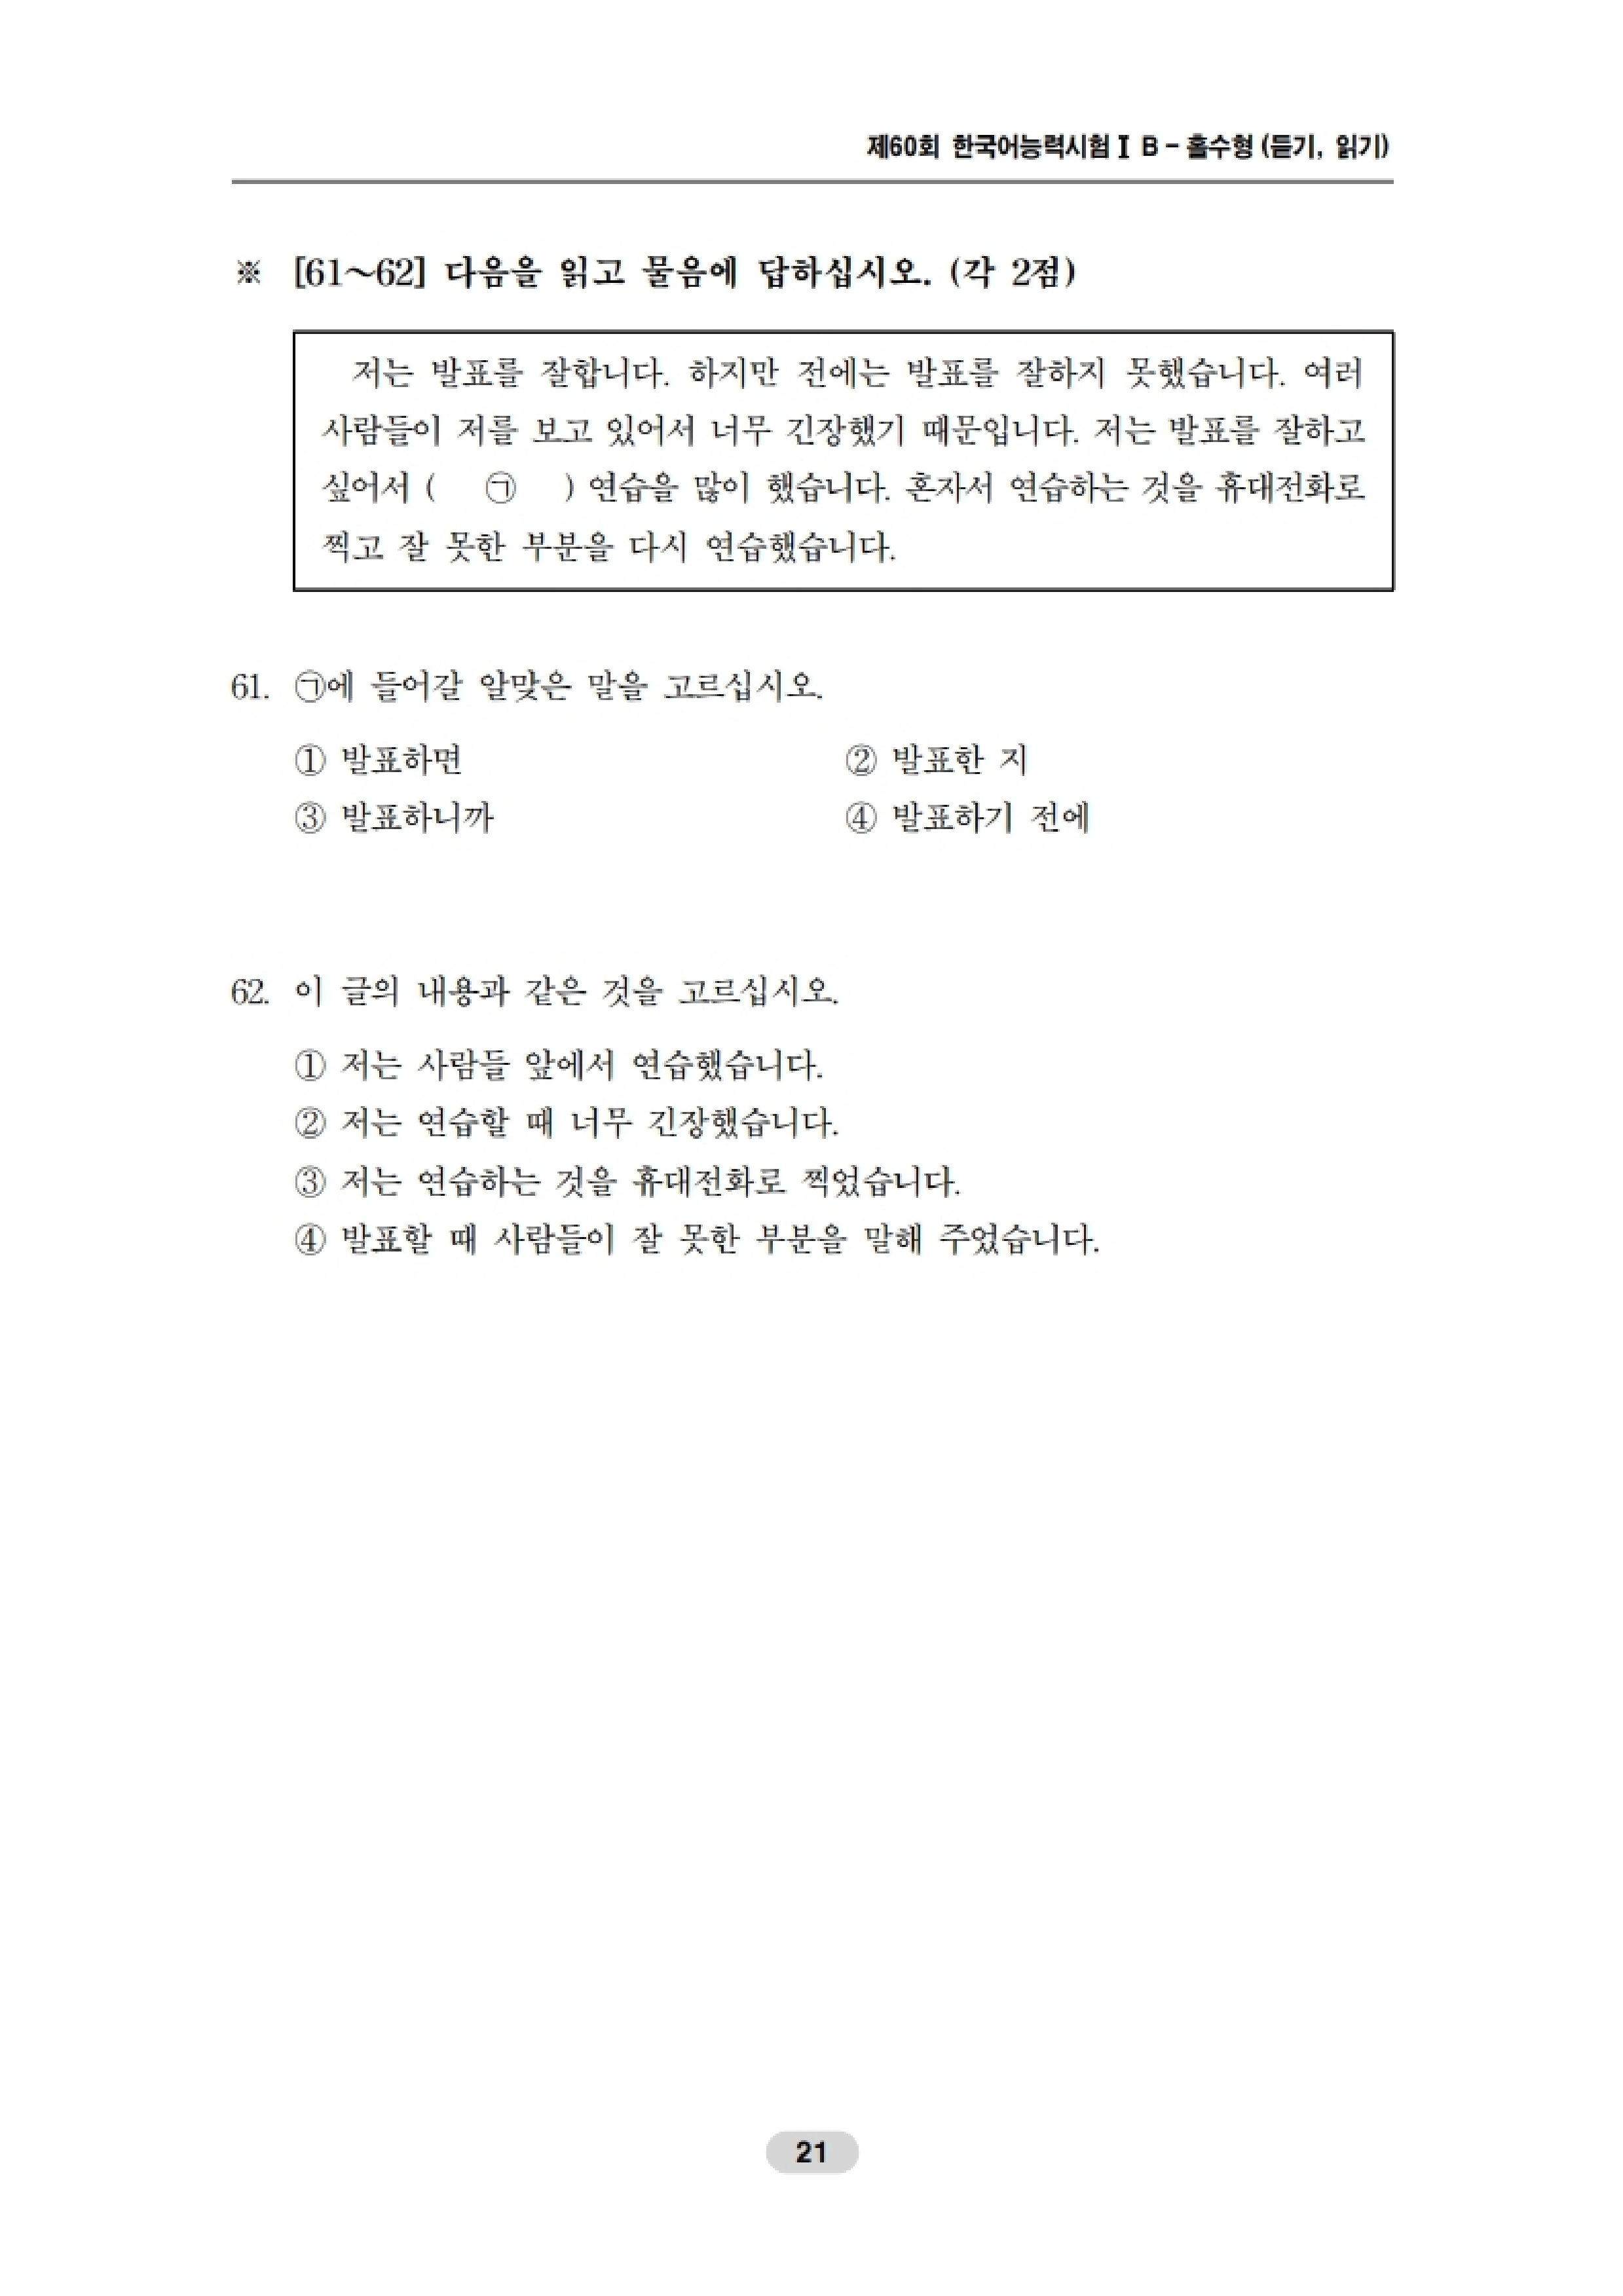 제60회 한국어능력시험 I B - 홀수형 (듣기, 읽기)
※ [61~62] 다음을 읽고 물음에 답하십시오. (각 2점)
저는 발표를 잘합니다. 하지만 전에는 발표를 잘하지 못했습니다. 여러
사람들이 저를 보고 있어서 너무 긴장했기 때문입니다. 저는 발표를 잘하고
싶어서 ( ㉠ ) 연습을 많이 했습니다. 혼자서 연습하는 것을 휴대전화로
찍고 잘 못한 부분을 다시 연습했습니다.
61. ㉠에 들어갈 알맞은 말을 고르십시오.
① 발표하면 ② 발표한 지
③ 발표하니까 ④ 발표하기 전에
62. 이 글의 내용과 같은 것을 고르십시오.
① 저는 사람들 앞에서 연습했습니다.
② 저는 연습할 때 너무 긴장했습니다.
③ 저는 연습하는 것을 휴대전화로 찍었습니다.
④ 발표할 때 사람들이 잘 못한 부분을 말해 주었습니다.
21